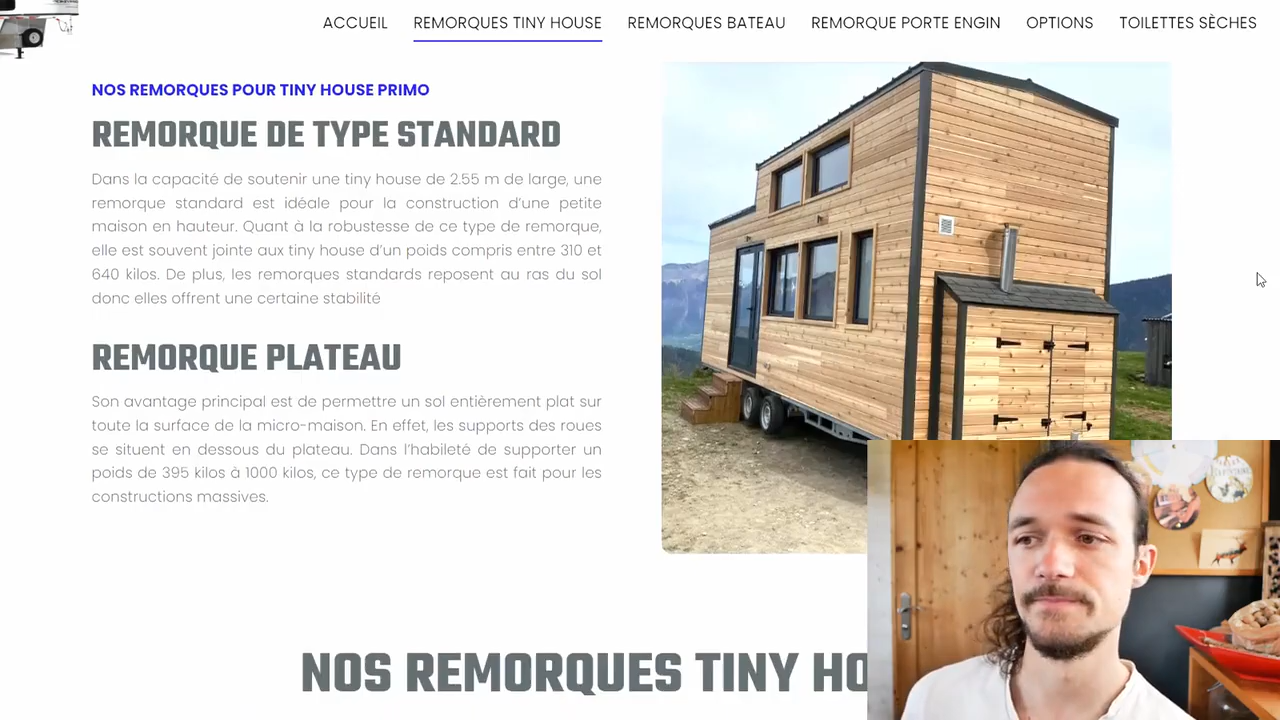 ACCUEIL REMORQUES TINY HOUSE REMORQUES BATEAU REMORQUE PORTE ENGIN OPTIONS TOILETTES SÈCHES
NOS REMORQUES POUR TINY HOUSE PRIMO
REMORQUE DE TYPE STANDARD
Dans la capacité de soutenir une tiny house de 2.55 m de large, une
remorque standard est idéale pour la construction d’une petite
maison en hauteur. Quant à la robustesse de ce type de remorque,
elle est souvent jointe aux tiny house d’un poids compris entre 310 et
640 kilos. De plus, les remorques standards reposent au ras du sol
donc elles offrent une certaine stabilité
REMORQUE PLATEAU
Son avantage principal est de permettre un sol entièrement plat sur
toute la surface de la micro maison. En effet, les supports des roues
se situent en dessous du plateau. Dans l’habileté de supporter un
poids de 395 kilos à 1000 kilos, ce type de remorque est fait pour les
constructions massives.
NOS REMORQUES TINY HO